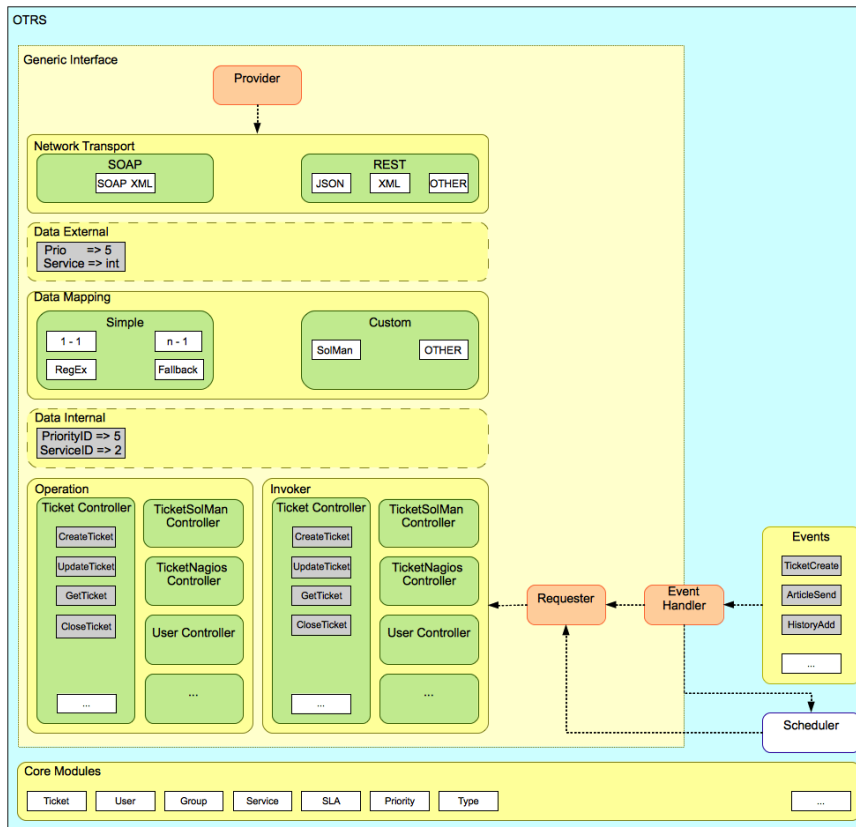 OTRS
Generic Interface
Provider
Network Transport
SOAP
SOAP XML
REST
JSON
XML
OTHER
Data External
Prio => 5
Service => int
Data Mapping
Simple
1 - 1
n - 1
RegEx
Fallback
Custom
SolMan
OTHER
Data Internal
PriorityID => 5
ServiceID => 2
Operation
Ticket Controller
CreateTicket
UpdateTicket
GetTicket
CloseTicket
...
TicketSolMan
Controller
TicketNagios
Controller
User Controller
...
Invoker
Ticket Controller
CreateTicket
UpdateTicket
GetTicket
CloseTicket
...
TicketSolMan
Controller
TicketNagios
Controller
User Controller
...
Requester
Event
Handler
Events
TicketCreate
ArticleSend
HistoryAdd
...
Scheduler
Core Modules
Ticket
User
Group
Service
SLA
Priority
Type
...